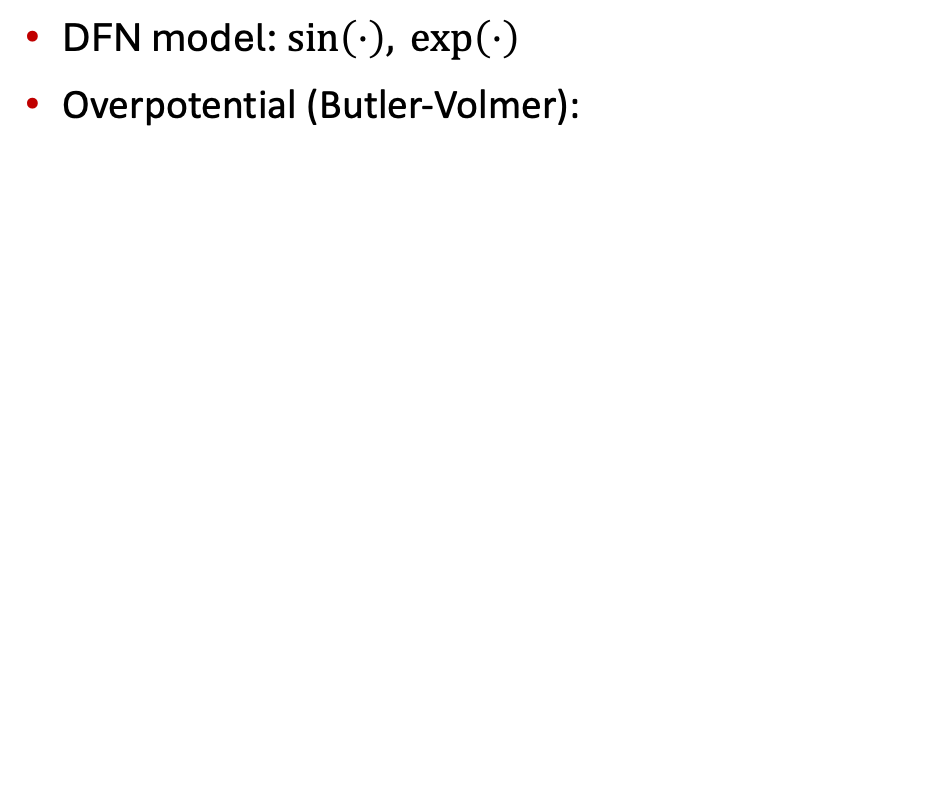 • DFN model: sin(·), exp(·)
• Overpotential (Butler-Volmer):